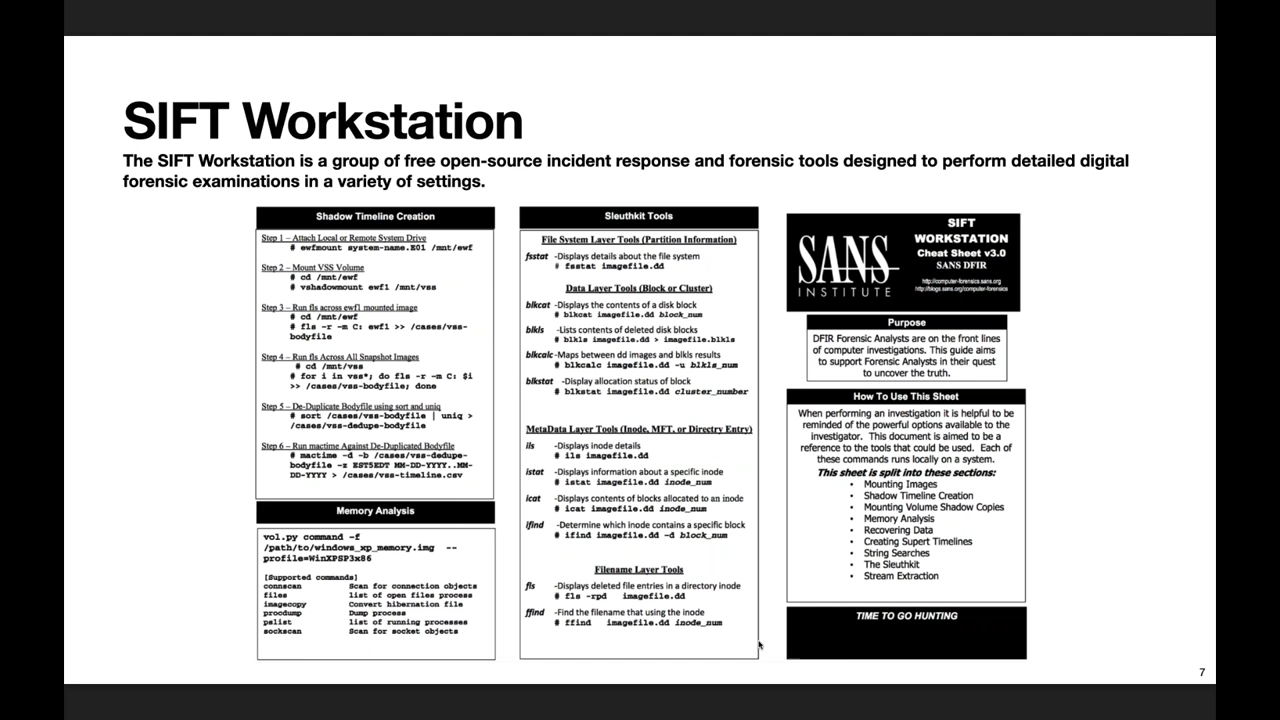 SIFT Workstation
The SIFT Workstation is a group of free open-source incident response and forensic tools designed to perform detailed digital
forensic examinations in a variety of settings.
Shadow Timeline Creation
Step 1 – Attach Local or Remote System Drive
# ewfmount system-name.E01 /mnt/ewf
Step 2 – Mount VSS Volume
# cd /mnt/ewf
# vshadowmount ewf1 /mnt/vss
Step 3 – Run fls across ewf1 mounted image
# cd /mnt/ewf
# fls -r -m C: ewf1 >> /cases/vss-
bodyfile
Step 4 – Run fls Across All Snapshot Images
# cd /mnt/vss
# for i in vss*; do fls -r -m C: $i
>> /cases/vss-bodyfile; done
Step 5 – De-Duplicate Bodyfile using sort and uniq
# sort /cases/vss-bodyfile | uniq >
/cases/vss-dedupe-bodyfile
Step 6 – Run mactime Against De-Duplicated Bodyfile
# mactime -d -b /cases/vss-dedupe-
bodyfile -z EST5EDT MM-DD-YYYY..MM-
DD-YYYY > /cases/vss-timeline.csv
Memory Analysis
vol.py command -f
/path/to/windows_xp_memory.img --
profile=WinXPSP3x86
[Supported commands]
connscan Scan for connection objects
files list of open files process
imagecopy Convert hibernation file
procdump Dump process
pslist list of running processes
sockscan Scan for socket objects
Sleuthkit Tools
File System Layer Tools (Partition Information)
fsstat -Displays details about the file system
# fsstat imagefile.dd
Data Layer Tools (Block or Cluster)
blkcat -Displays the contents of a disk block
# blkcat imagefile.dd block_num
blkls -Lists contents of deleted disk blocks
# blkls imagefile.dd > imagefile.blkls
blkcalc -Maps between dd images and blkls results
# blkcalc imagefile.dd -u blkls_num
blkstat -Display allocation status of block
# blkstat imagefile.dd cluster_number
MetaData Layer Tools (Inode, MFT, or Directry Entry)
ils -Displays inode details
# ils imagefile.dd
istat -Displays information about a specific inode
# istat imagefile.dd inode_num
icat -Displays contents of blocks allocated to an inode
# icat imagefile.dd inode_num
ifind -Determine which inode contains a specific block
# ifind imagefile.dd –d block_num
Filename Layer Tools
fls -Displays deleted file entries in a directory inode
# fls -rpd imagefile.dd
ffind -Find the filename that using the inode
# ffind imagefile.dd inode_num
SANS
INSTITUTE
SIFT
WORKSTATION
Cheat Sheet v3.0
SANS DFIR
http://computer-forensics.sans.org
http://blogs.sans.org/computer-forensics
Purpose
DFIR Forensic Analysts are on the front lines
of computer investigations. This guide aims
to support Forensic Analysts in their quest
to uncover the truth.
How To Use This Sheet
When performing an investigation it is helpful to be
reminded of the powerful options available to the
investigator. This document is aimed to be a
reference to the tools that could be used. Each of
these commands runs locally on a system.
This sheet is split into these sections:
• Mounting Images
• Shadow Timeline Creation
• Mounting Volume Shadow Copies
• Memory Analysis
• Recovering Data
• Creating Supert Timelines
• String Searches
• The Sleuthkit
• Stream Extraction
TIME TO GO HUNTING
7